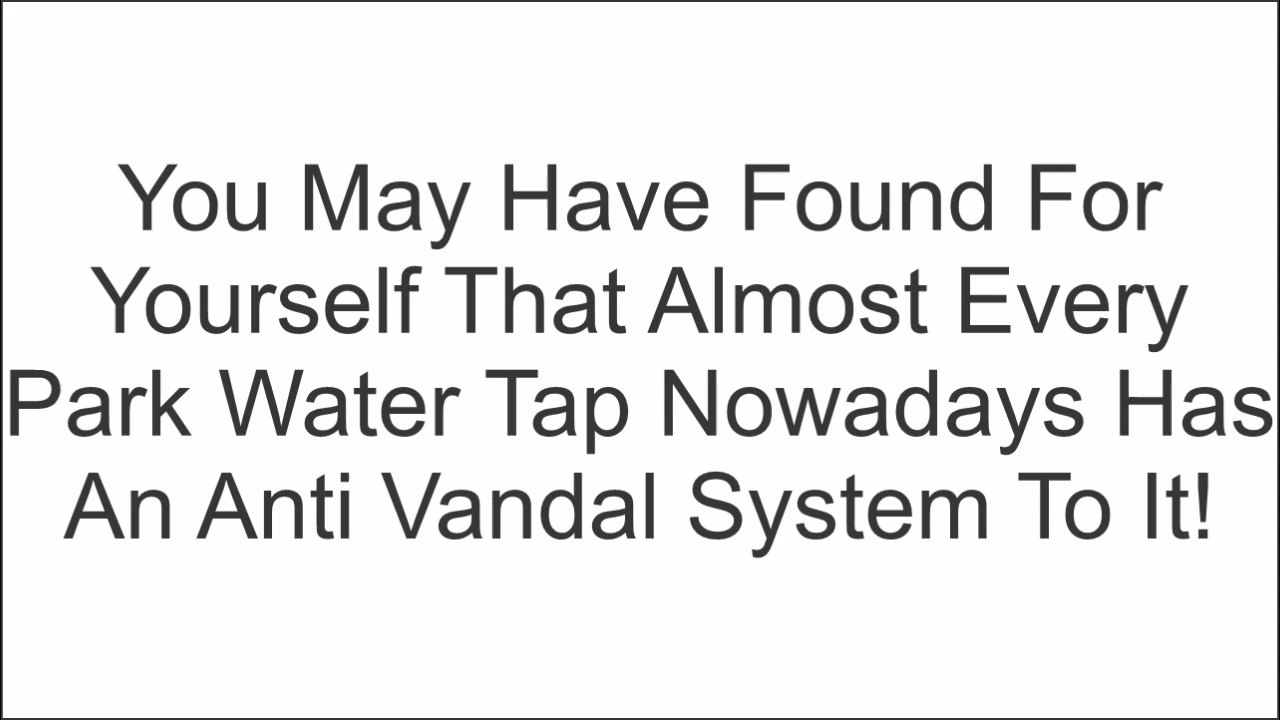 You May Have Found For
Yourself That Almost Every
Park Water Tap Nowadays Has
An Anti Vandal System To It!